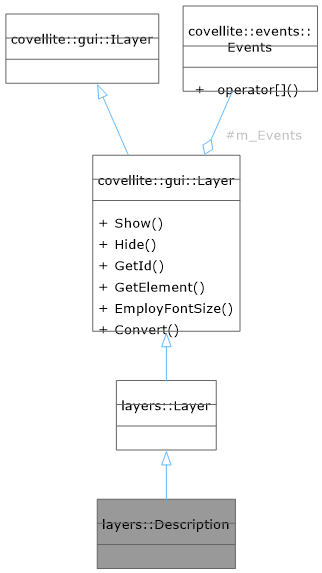 covellite::gui::ILayer
covellite::events::
Events
+ operator[]()
#m_Events
covellite::gui::Layer
+ Show()
+ Hide()
+ GetId()
+ GetElement()
+ EmployFontSize()
+ Convert()
layers::Layer
layers::Description